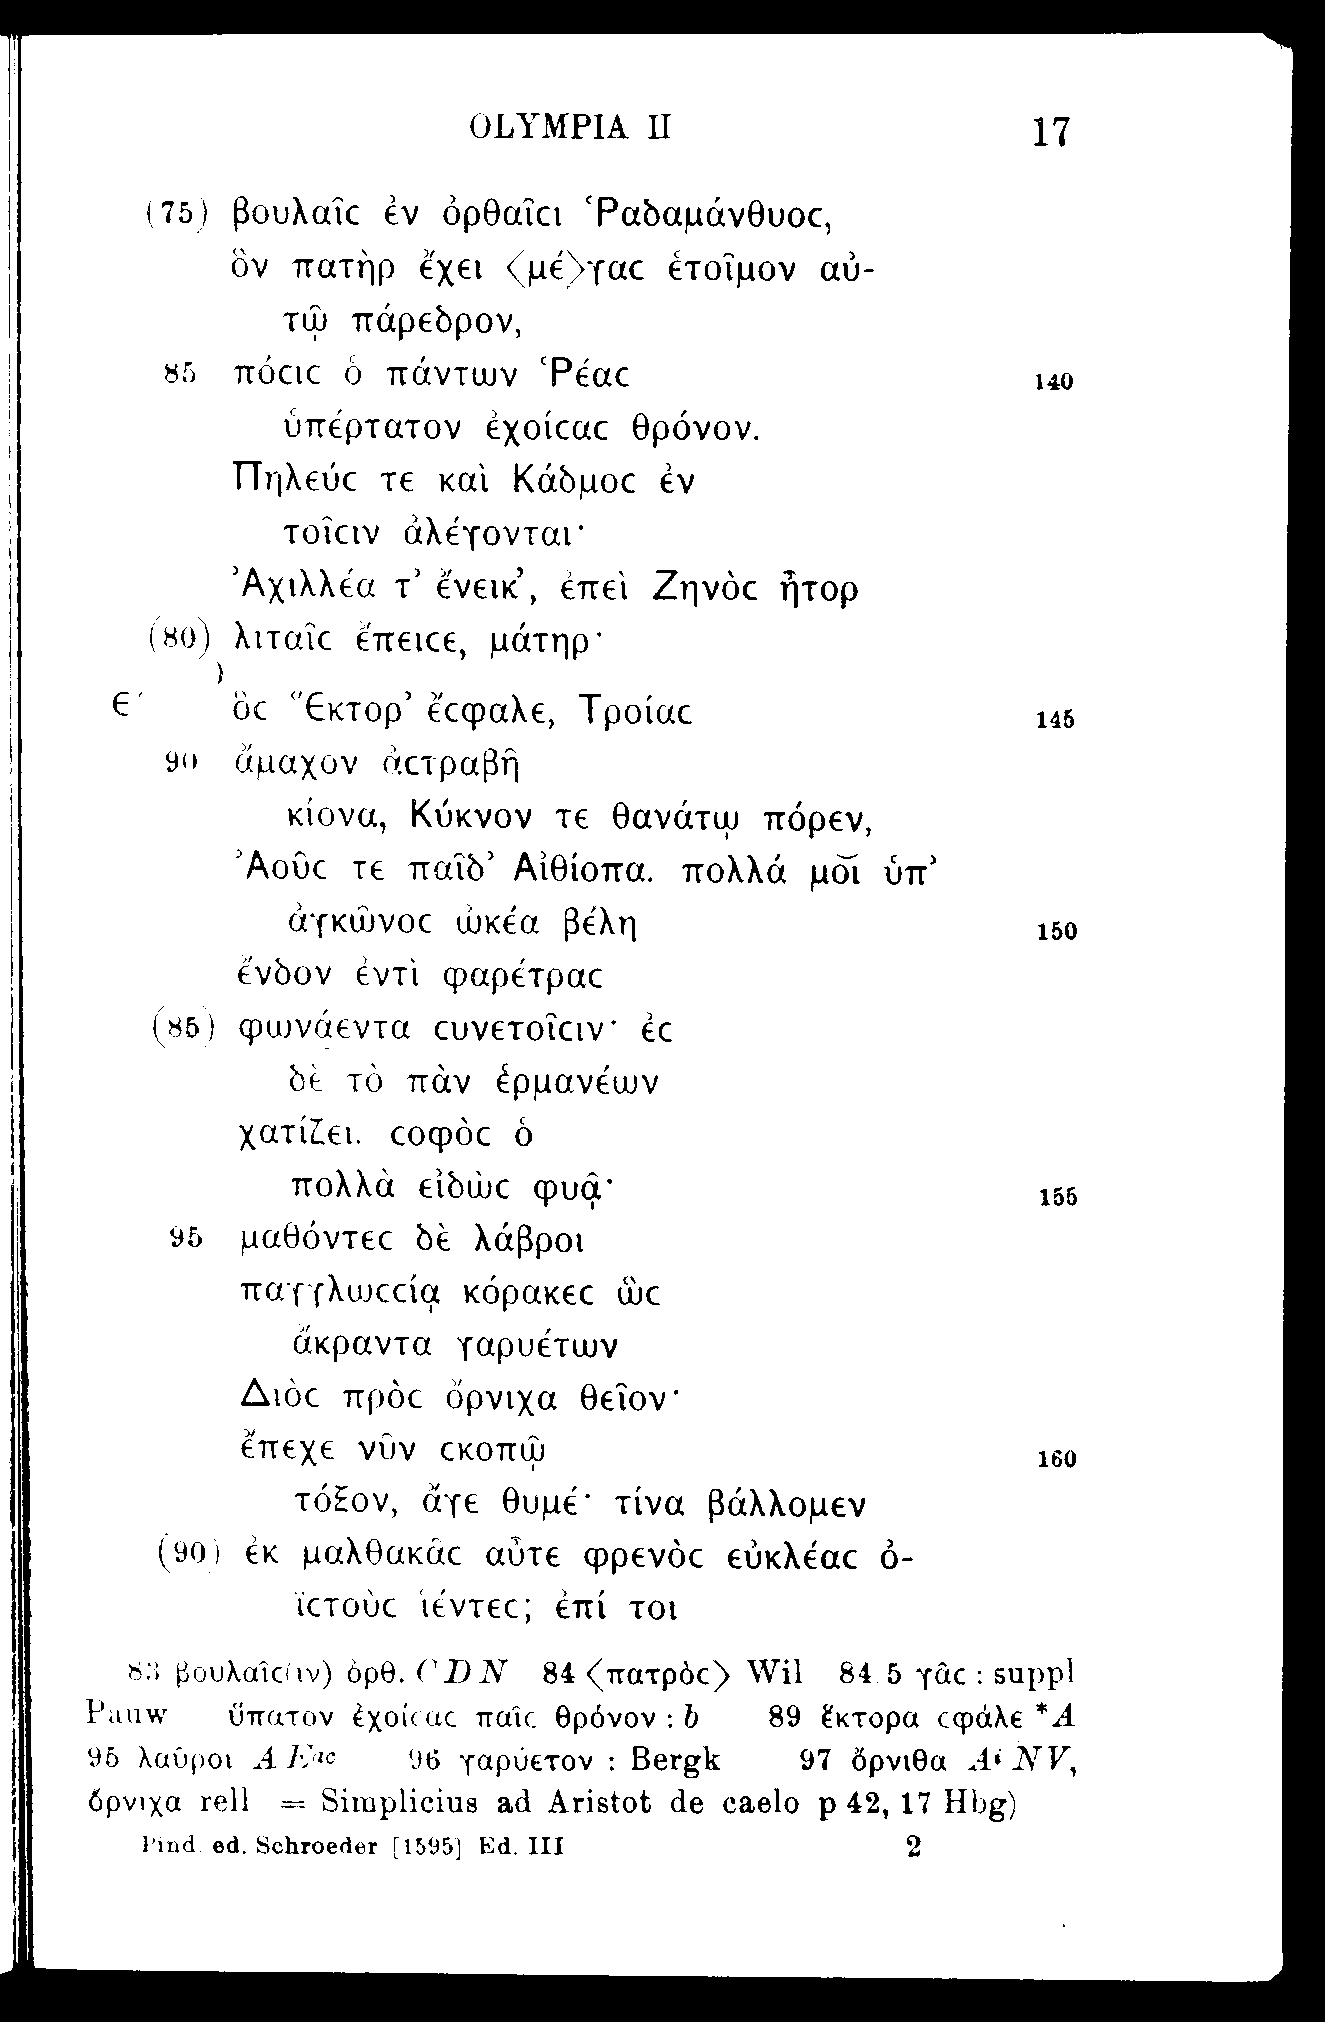 OLYMPIA II 17
(75) βουλαῖϲ ἐν ὀρθαῖϲι Ῥαδαμάνθυοϲ,
ὃν πατὴρ ἔχει <μέ>γαϲ ἑτοῖμον αὐ-
τῷ πάρεδρον,
85 πόϲιϲ ὁ πάντων Ῥέαϲ 140
ὑπέρτατον ἐχοίϲαϲ θρόνον.
Πηλεύϲ τε καὶ Κάδμοϲ ἐν
τοῖϲιν ἀλέγονται·
Ἀχιλλέα τ’ ἔνεικ’, ἐπεὶ Ζηνὸϲ ἦτορ
(80) λιταῖϲ ἔπειϲε, μάτηρ·
Ε´ ὃϲ Ἕκτορ’ ἔϲφαλε, Τροίαϲ 145
90 ἄμαχον ἀϲτραβῆ
κίονα, Κύκνον τε θανάτῳ πόρεν,
Ἀοῦϲ τε παῖδ’ Αἰθίοπα. πολλά μοῖ ὑπ’
ἀγκῶνοϲ ὠκέα βέλη 150
ἔνδον ἐντὶ φαρέτραϲ
(85) φωνάεντα ϲυνετοῖϲιν· ἐϲ
δὲ τὸ πὰν ἑρμανέων
χατίζει. ϲοφὸϲ ὁ
πολλὰ εἰδὼϲ φυᾷ· 155
95 μαθόντεϲ δὲ λάβροι
παγγλωϲϲίᾳ κόρακεϲ ὣϲ
ἄκραντα γαρυέτων
Διὸϲ πρὸϲ ὄρνιχα θεῖον·
ἔπεχε νῦν ϲκοπῷ 160
τόξον, ἄγε θυμέ· τίνα βάλλομεν
(90) ἐκ μαλθακᾶϲ αὖτε φρενὸϲ εὐκλέαϲ ὀ-
ϊϲτοὺϲ ἱέντεϲ; ἐπί τοι
83 βουλαῖϲ(ιν) ὀρθ. CDN 84 <πατρὸϲ> Wil 84. 5 γᾶϲ : suppl
Pauw ὕπατον ἐχοίϲαϲ παῖϲ θρόνον : b 89 ἕκτορα ϲφάλε *A
95 λαῦροι A Eac 96 γαρύετον : Bergk 97 ὄρνιθα Ai NV,
ὄρνιχα rell = Simplicius ad Aristot de caelo p 42, 17 Hbg)
Pind. ed. Schroeder [1595] Ed. III 2